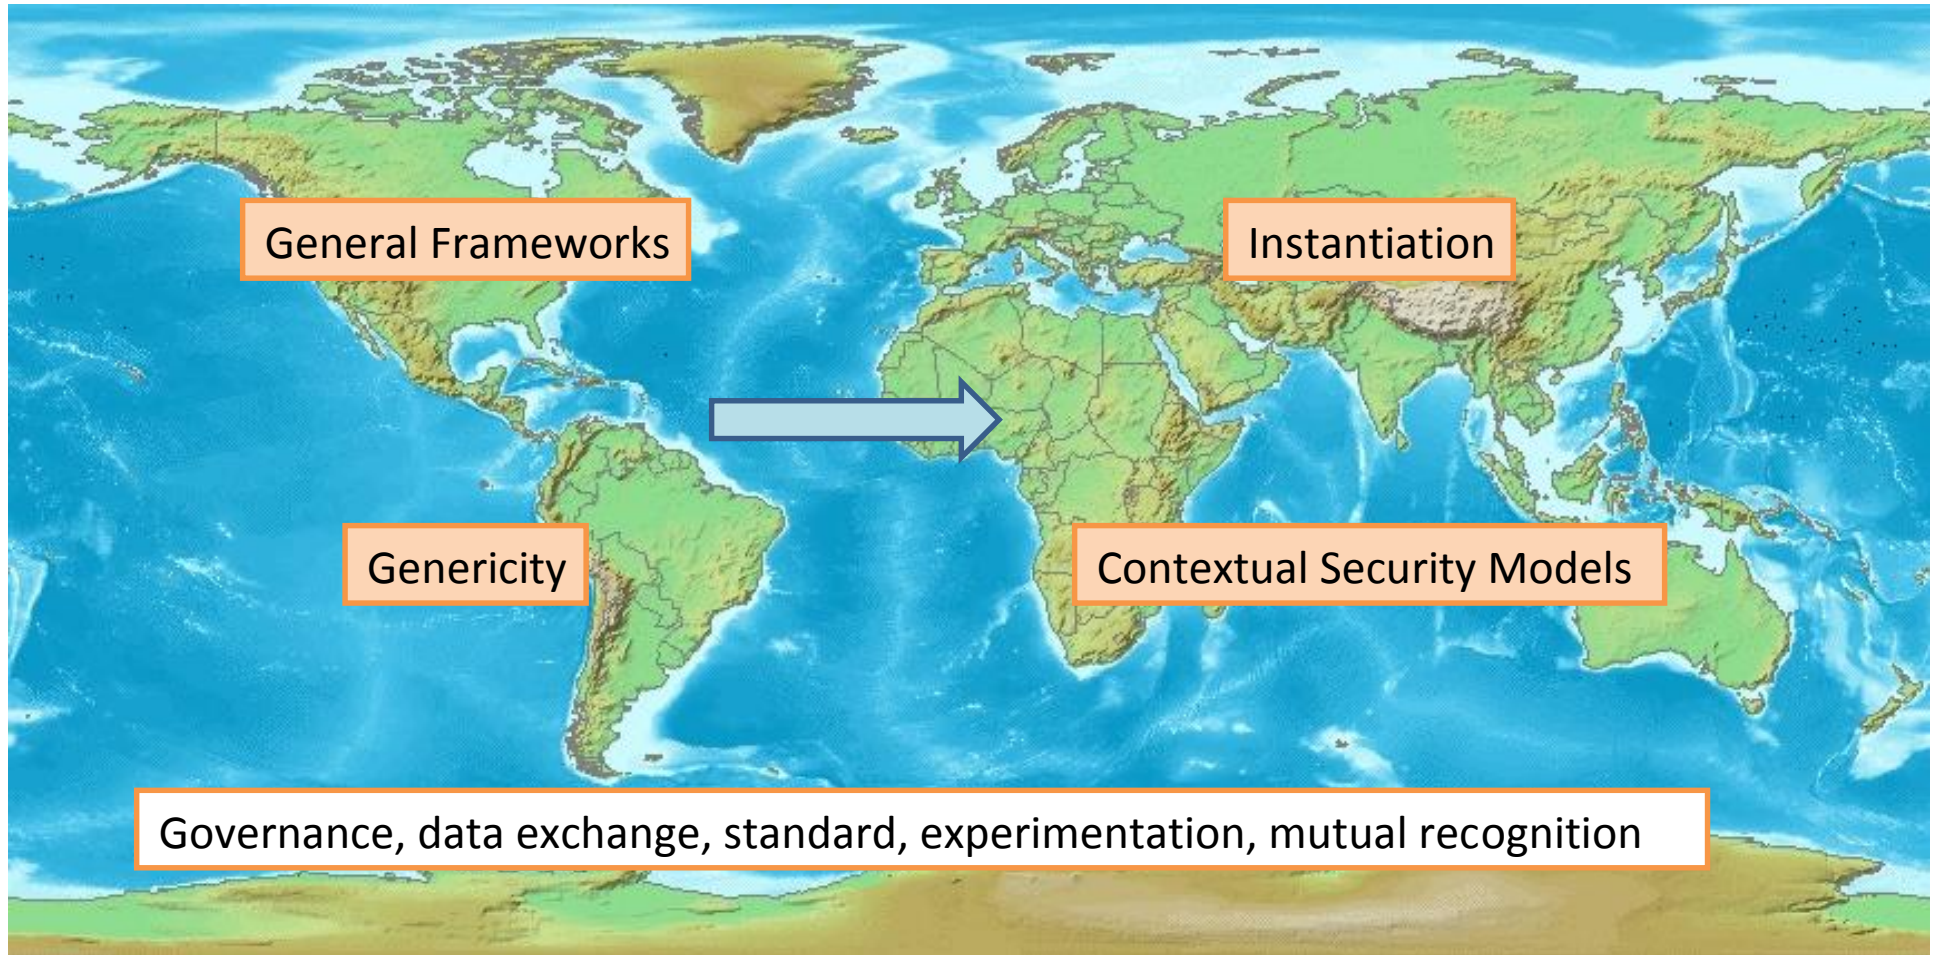 General Frameworks
Instantiation
Genericity
Contextual Security Models
Governance, data exchange, standard, experimentation, mutual recognition